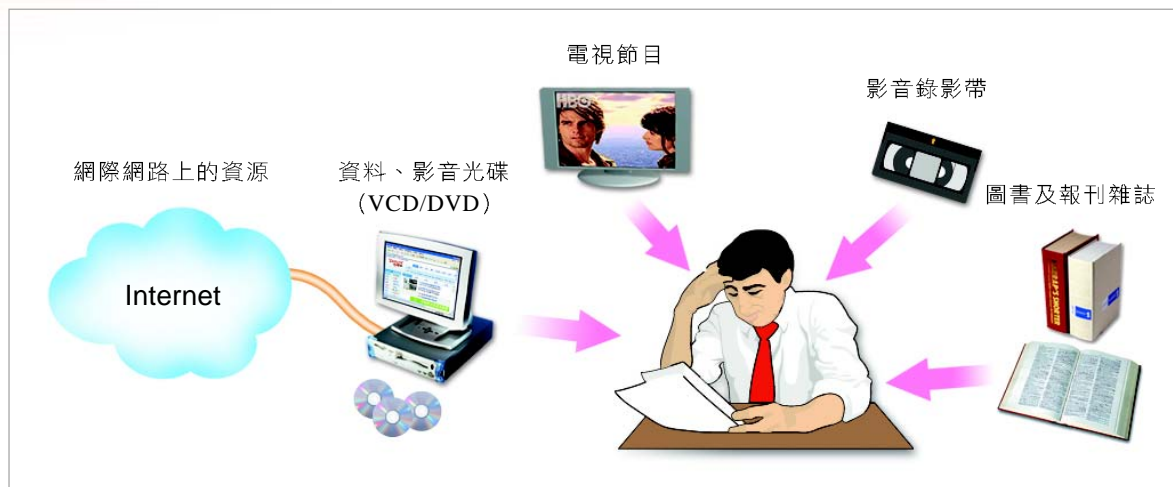 電視節目
影音錄影帶
網際網路上的資源
資料、影音光碟
（VCD/DVD）
圖書及報刊雜誌
HBO
Internet